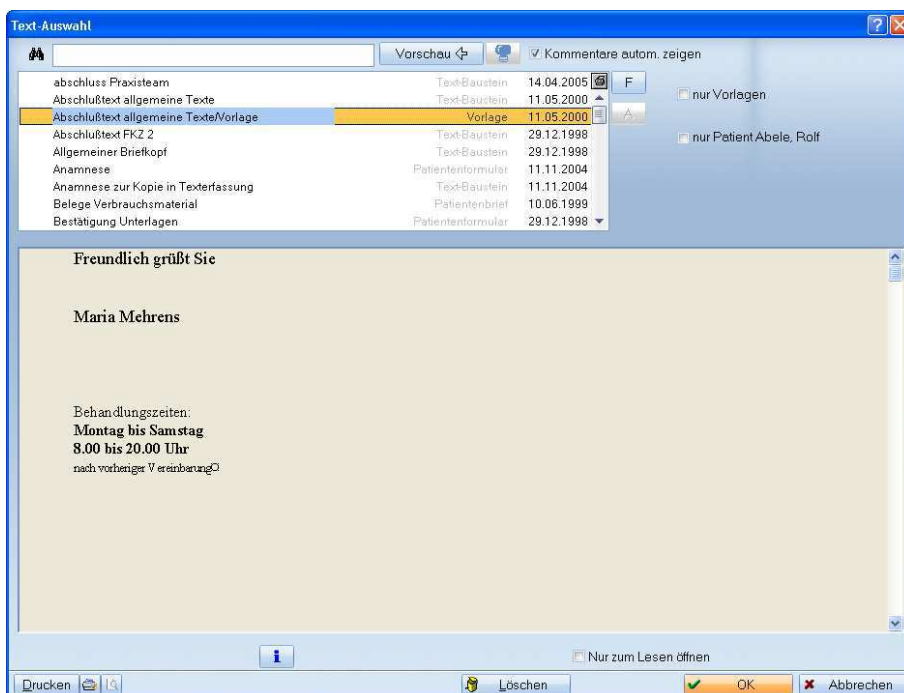 Text-Auswahl
Vorschau
Kommentare autom. zeigen
abschluss Praxisteam Text-Baustein 14.04.2005 F
Abschlußtext allgemeine Texte Text-Baustein 11.05.2000
nur Vorlagen
Abschlußtext allgemeine Texte/Vorlage Vorlage 11.05.2000 A
Abschlußtext FKZ 2 Text-Baustein 29.12.1998
nur Patient Abele, Rolf
Allgemeiner Briefkopf Text-Baustein 29.12.1998
Anamnese Patientenformular 11.11.2004
Anamnese zur Kopie in Texterfassung Text-Baustein 11.11.2004
Belege Verbrauchsmaterial Patientenbrief 10.06.1999
Bestätigung Unterlagen Patientenformular 29.12.1998
Freundlich grüßt Sie
Maria Mehrens
Behandlungszeiten:
Montag bis Samstag
8.00 bis 20.00 Uhr
nach vorheriger Vereinbarung
i
Nur zum Lesen öffnen
Drucken Löschen OK Abbrechen